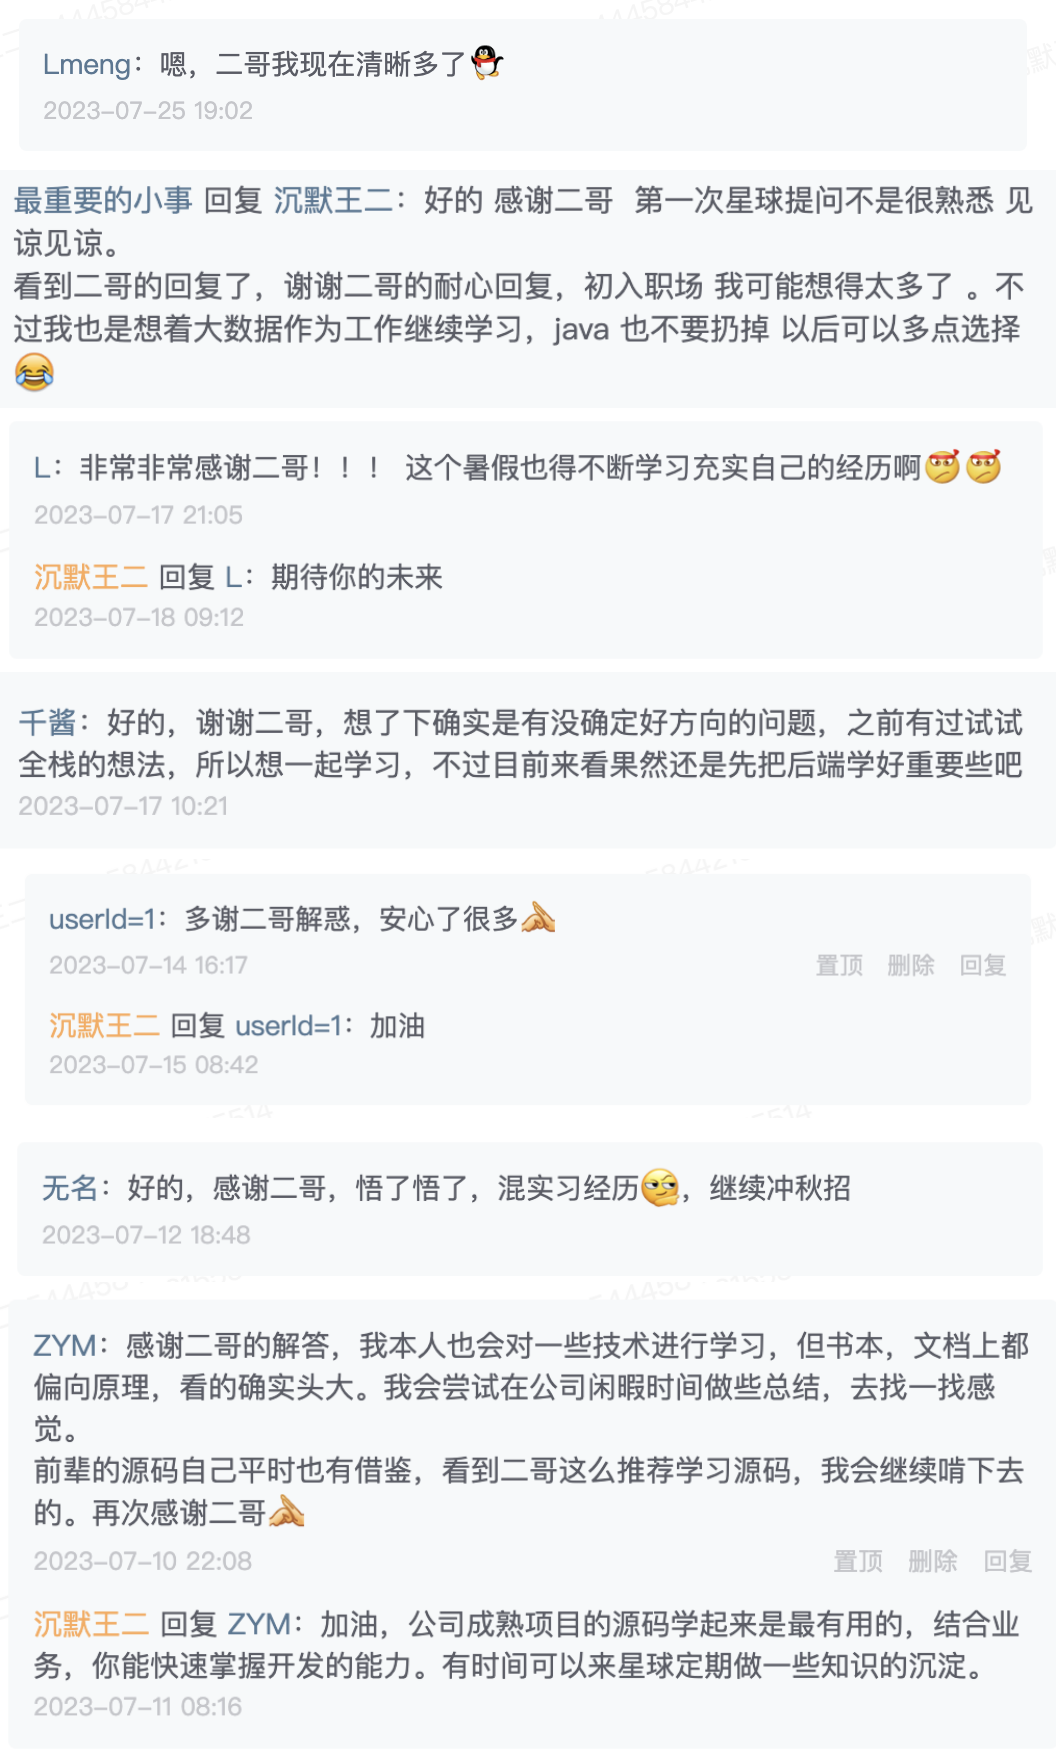 Lmeng：嗯，二哥我现在清晰多了
2023-07-25 19:02
最重要的小事 回复 沉默王二：好的 感谢二哥 第一次星球提问不是很熟悉 见
谅见谅。
看到二哥的回复了，谢谢二哥的耐心回复，初入职场 我可能想得太多了 。不
过我也是想着大数据作为工作继续学习，java 也不要扔掉 以后可以多点选择
😂
L：非常非常感谢二哥！！！ 这个暑假也得不断学习充实自己的经历啊
2023-07-17 21:05
沉默王二 回复 L：期待你的未来
2023-07-18 09:12
千酱：好的，谢谢二哥，想了下确实是有没确定好方向的问题，之前有过试试
全栈的想法，所以想一起学习，不过目前来看果然还是先把后端学好重要些吧
2023-07-17 10:21
userId=1：多谢二哥解惑，安心了很多
2023-07-14 16:17 置顶 删除 回复
沉默王二 回复 userId=1：加油
2023-07-15 08:42
无名：好的，感谢二哥，悟了悟了，混实习经历，继续冲秋招
2023-07-12 18:48
ZYM：感谢二哥的解答，我本人也会对一些技术进行学习，但书本，文档上都
偏向原理，看的确实头大。我会尝试在公司闲暇时间做些总结，去找一找感
觉。
前辈的源码自己平时也有借鉴，看到二哥这么推荐学习源码，我会继续啃下去
的。再次感谢二哥
2023-07-10 22:08 置顶 删除 回复
沉默王二 回复 ZYM：加油，公司成熟项目的源码学起来是最有用的，结合业
务，你能快速掌握开发的能力。有时间可以来星球定期做一些知识的沉淀。
2023-07-11 08:16